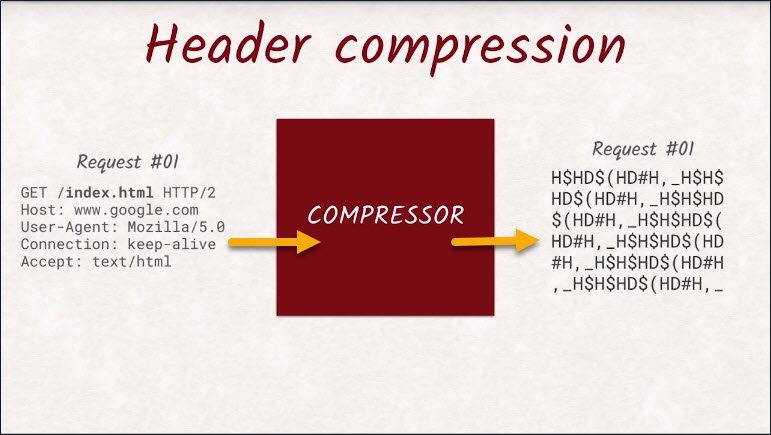 Header compression
Request #01
GET /index.html HTTP/2
Host: www.google.com
User-Agent: Mozilla/5.0
Connection: keep-alive
Accept: text/html
COMPRESSOR
Request #01
H$HD$(HD#H,_H$H$
HD$(HD#H,_H$H$HD
$(HD#H,_H$H$HD$(
HD#H,_H$H$HD$(HD
#H,_H$H$HD$(HD#H
,_H$H$HD$(HD#H,_